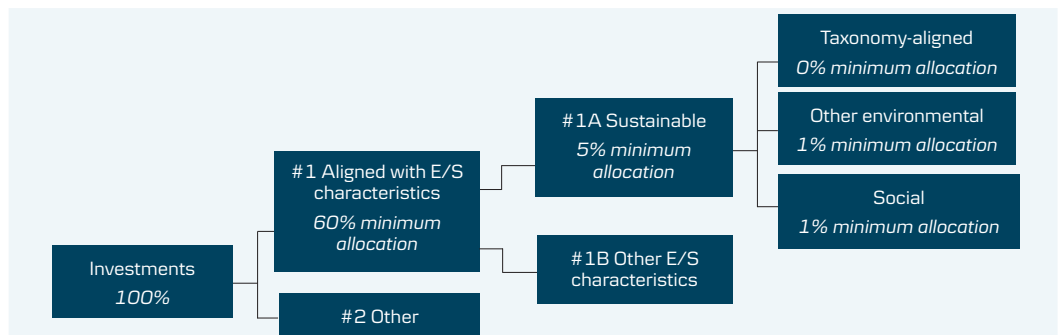 Taxonomy-aligned
0% minimum allocation
Other environmental
1% minimum allocation
Social
1% minimum allocation
#1A Sustainable
5% minimum
allocation
#1B Other E/S
characteristics
#1 Aligned with E/S
characteristics
60% minimum
allocation
#2 Other
Investments
100%